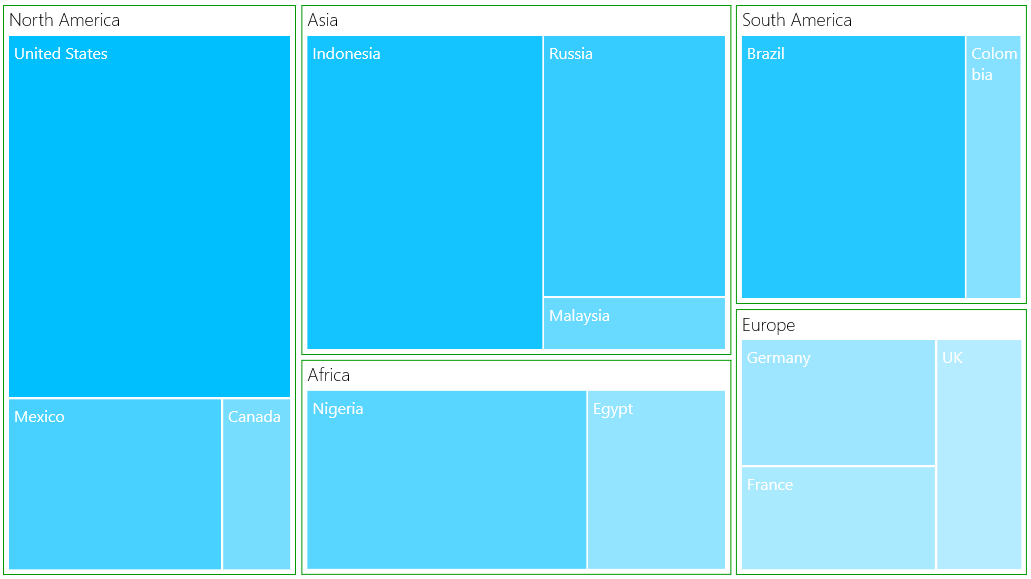 North America
United States
Mexico
Canada
Asia
Indonesia
Russia
Malaysia
Africa
Nigeria
Egypt
South America
Brazil
Colom
bia
Europe
Germany
UK
France